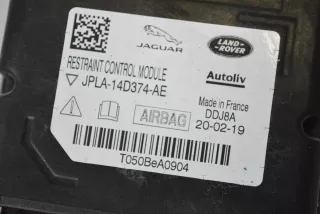 JAGUAR
LAND-
ROVER
RESTRAINT CONTROL MODULE
Autoliv
JPLA-14D374-AE
Made in France
DDJ8A
20-02-19
AIRBAG
T050BeA0904